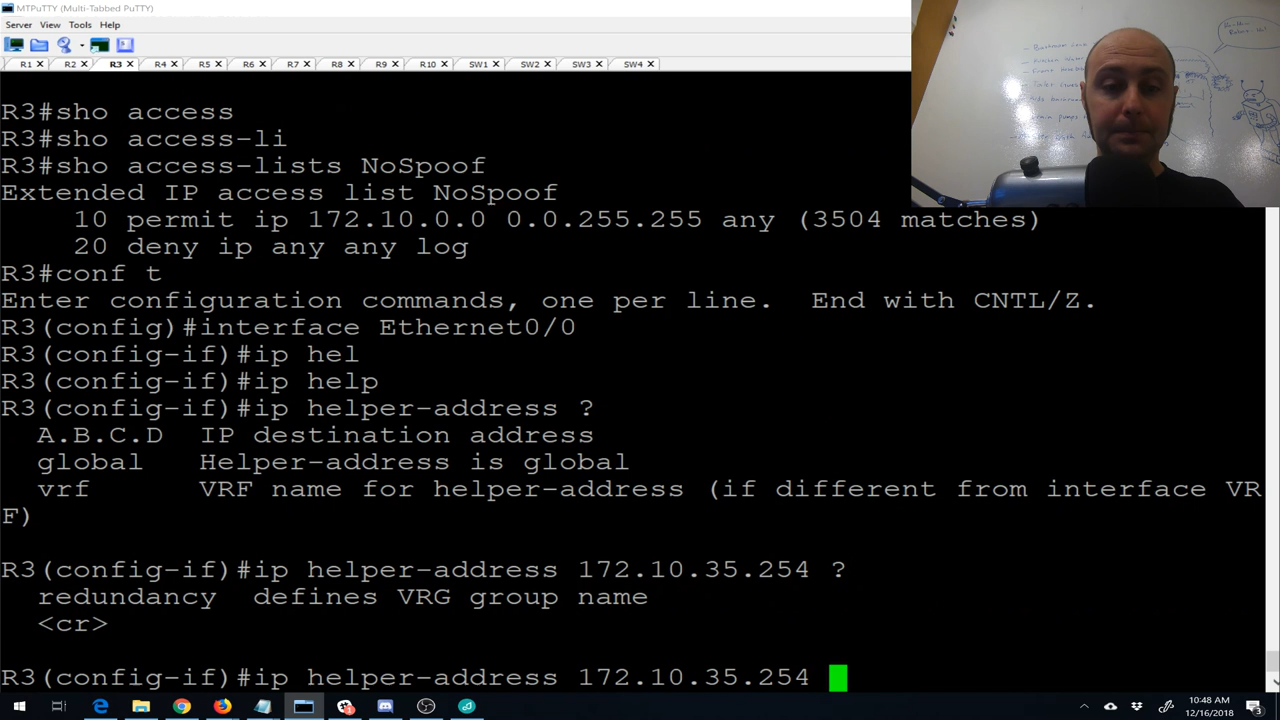 MTPuTTY (Multi-Tabbed PuTTY)
Server View Tools Help
R1 R2 R3 R4 R5 R6 R7 R8 R9 R10 SW1 SW2 SW3 SW4
R3#sho access
R3#sho access-li
R3#sho access-lists NoSpoof
Extended IP access list NoSpoof
10 permit ip 172.10.0.0 0.0.255.255 any (3504 matches)
20 deny ip any any log
R3#conf t
Enter configuration commands, one per line. End with CNTL/Z.
R3(config)#interface Ethernet0/0
R3(config-if)#ip hel
R3(config-if)#ip help
R3(config-if)#ip helper-address ?
A.B.C.D IP destination address
global Helper-address is global
vrf VRF name for helper-address (if different from interface VR
F)
R3(config-if)#ip helper-address 172.10.35.254 ?
redundancy defines VRG group name
<cr>
R3(config-if)#ip helper-address 172.10.35.254
10:48 AM
12/16/2018
3